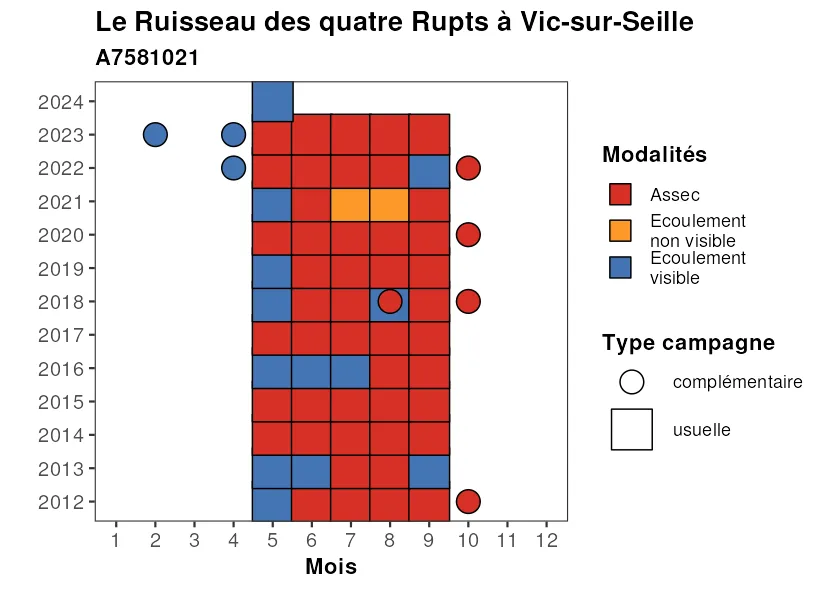 Le Ruisseau des quatre Rupts à Vic-sur-Seille
A7581021
2024
2023
2022
2021
2020
2019
2018
2017
2016
2015
2014
2013
2012
1 2 3 4 5 6 7 8 9 10 11 12
Mois
Modalités
Assec
Ecoulement
non visible
Ecoulement
visible
Type campagne
complémentaire
usuelle